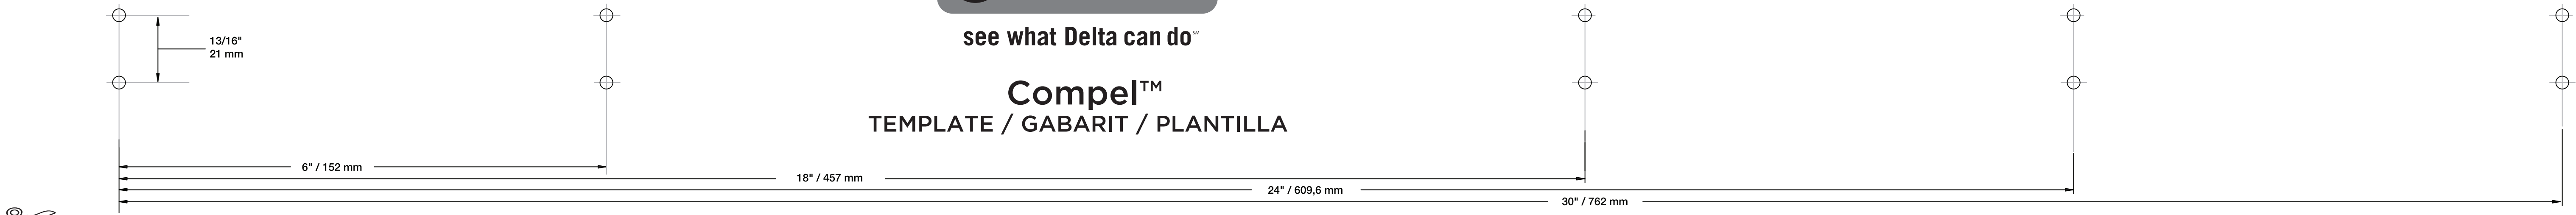 13/16"
21 mm
see what Delta can do℠
Compel™
TEMPLATE / GABARIT / PLANTILLA
6" / 152 mm
18" / 457 mm
24" / 609,6 mm
30" / 762 mm